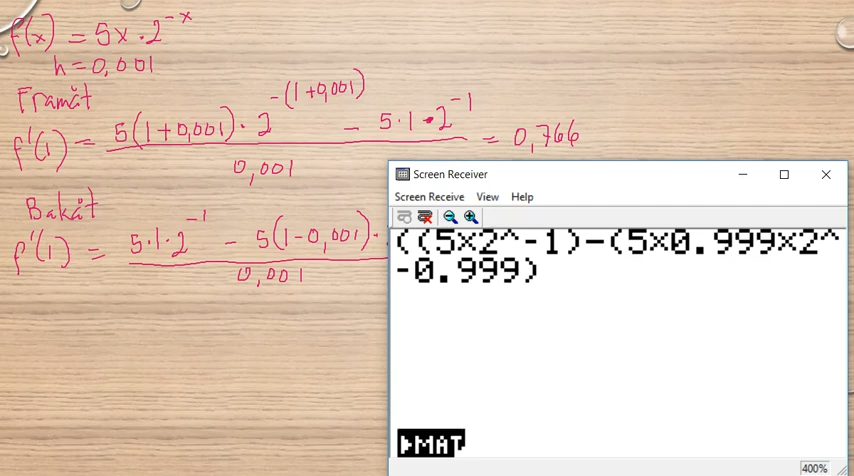 f(x) = 5x · 2^-x
h = 0,001
Framåt
f'(1) = 5(1+0,001) · 2^-(1+0,001) - 5·1·2^-1 / 0,001 = 0,766
Bakåt
f'(1) = 5·1·2^-1 - 5(1-0,001)· / 0,001
Screen Receiver
Screen Receive View Help
((5×2^-1)-(5×0.999×2^
-0.999)
▶MAT
400%